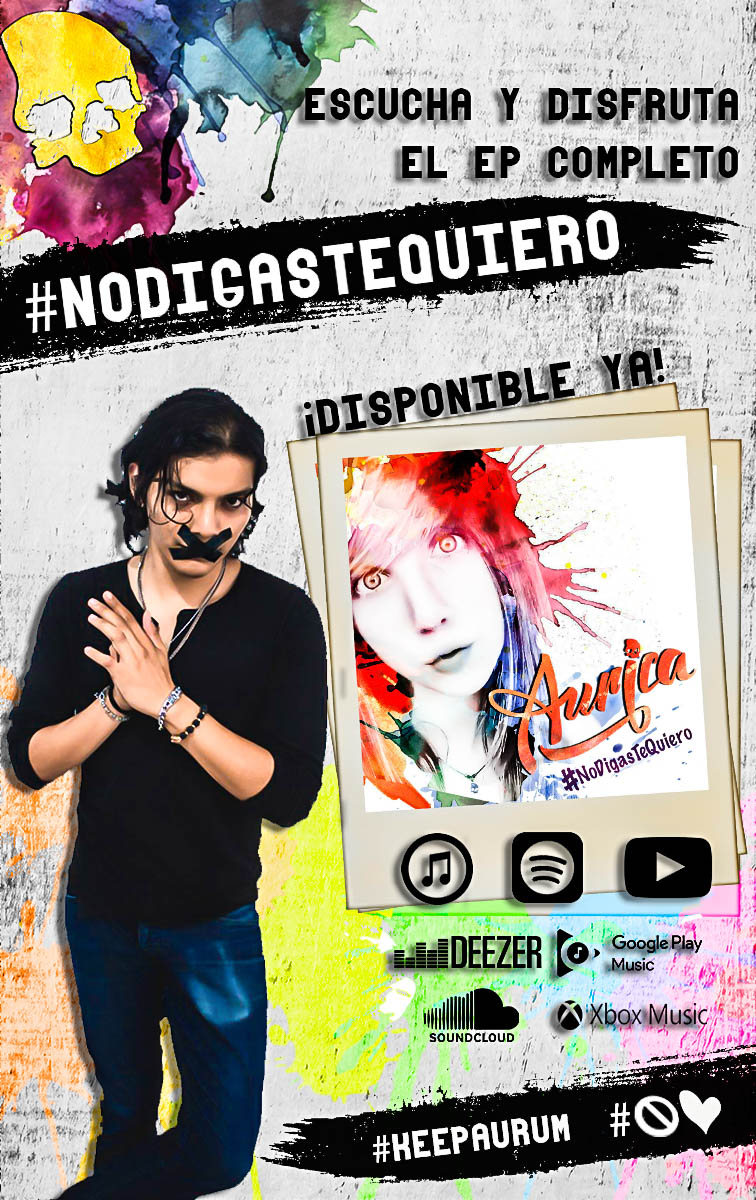 ESCUCHA Y DISFRUTA
EL EP COMPLETO
#NODIGASTEQUIERO
¡DISPONIBLE YA!
Aurica
#NoDigasTeQuiero
DEEZER
Google Play
Music
SOUNDCLOUD
Xbox Music
#KEEPAURUM #🚫♥